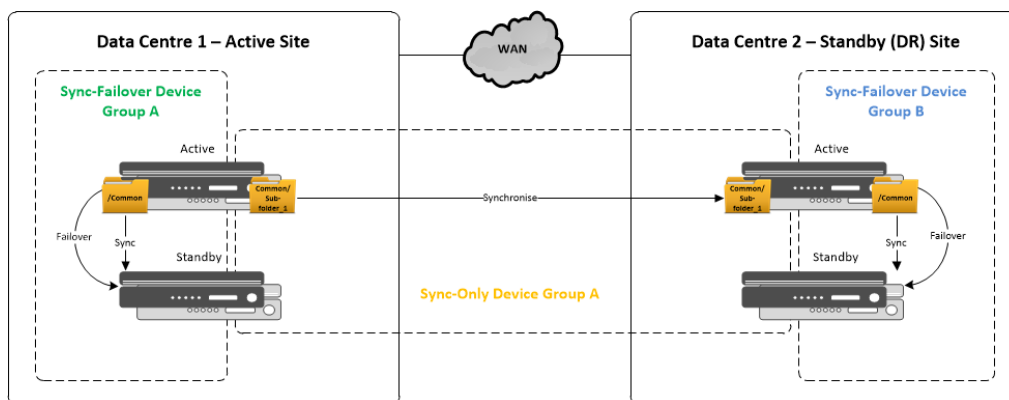 Data Centre 1 – Active Site
WAN
Data Centre 2 – Standby (DR) Site
Sync-Failover Device
Group A
Sync-Failover Device
Group B
Active
Active
/Common
Common/
Sub-
folder_1
Synchronise
Common/
Sub-
folder_1
/Common
Failover
Sync
Sync
Failover
Standby
Standby
Sync-Only Device Group A